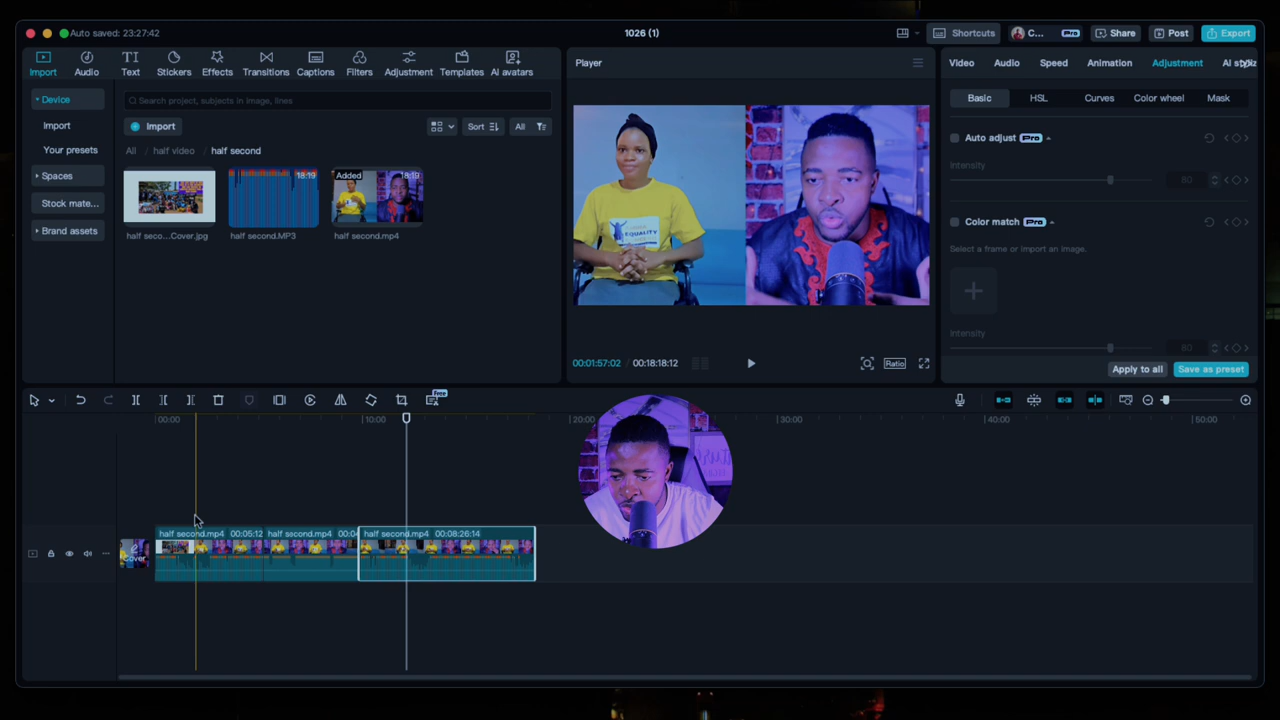 Auto saved: 23:27:42
1026 (1)
Shortcuts
C...
Pro
Share
Post
Export
Import
Audio
Text
Stickers
Effects
Transitions
Captions
Filters
Adjustment
Templates
AI avatars
Device
Import
Your presets
Spaces
Stock mate...
Brand assets
Search project, subjects in image, lines
Import
Sort
All
All / half video / half second
18:19
Added
18:19
half seco...Cover.jpg
half second.MP3
half second.mp4
Player
EQUALITY
00:01:57:02 / 00:18:18:12
Ratio
Video
Audio
Speed
Animation
Adjustment
Basic
HSL
Curves
Color wheel
Mask
Auto adjust Pro
Intensity
80
Color match Pro
Select a frame or import an image.
Intensity
80
Apply to all
Save as preset
Free
00:00
10:00
20:00
30:00
40:00
50:00
Cover
half second.mp4 00:05:12
half second.mp4 00:0
half second.mp4 00:08:26:14